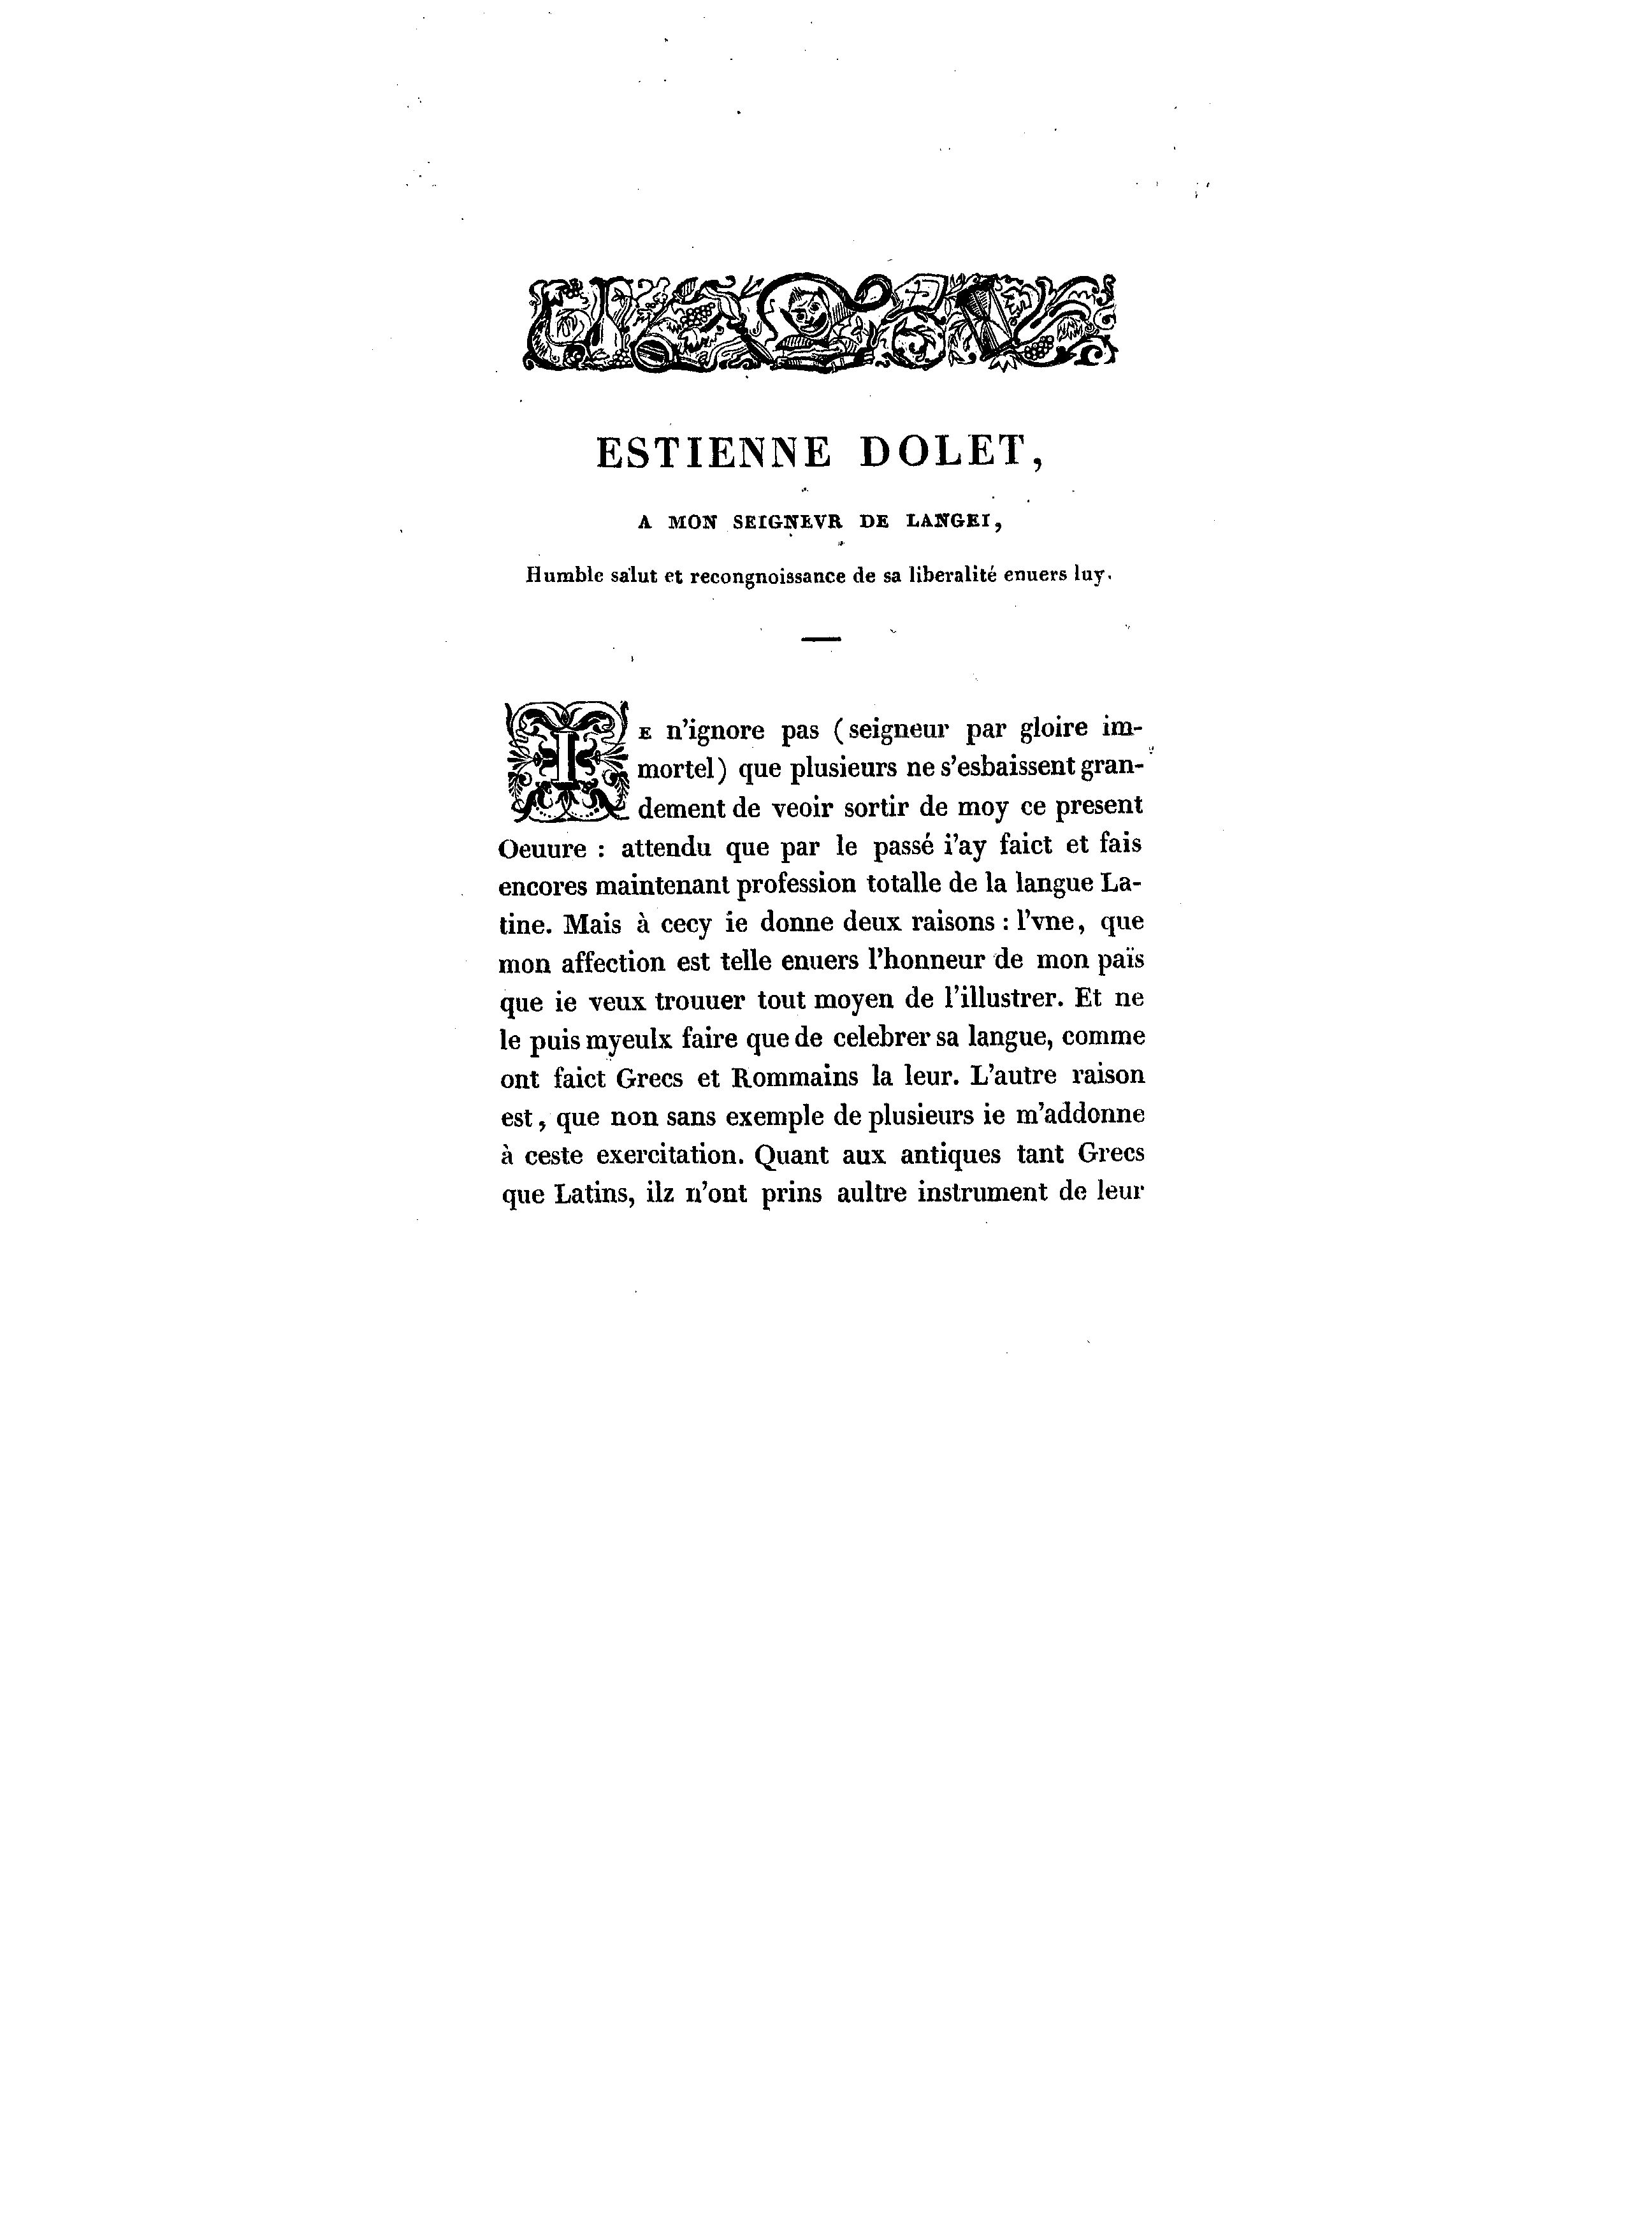 ESTIENNE DOLET,
A MON SEIGNEVR DE LANGEI,
Humble salut et recongnoissance de sa liberalité enuers luy.
IE n'ignore pas (seigneur par gloire im-
mortel) que plusieurs ne s'esbaissent gran-
dement de veoir sortir de moy ce present
Oeuure : attendu que par le passé i'ay faict et fais
encores maintenant profession totalle de la langue La-
tine. Mais à cecy ie donne deux raisons : l'vne, que
mon affection est telle enuers l'honneur de mon païs
que ie veux trouuer tout moyen de l'illustrer. Et ne
le puis myeulx faire que de celebrer sa langue, comme
ont faict Grecs et Rommains la leur. L'autre raison
est, que non sans exemple de plusieurs ie m'addonne
à ceste exercitation. Quant aux antiques tant Grecs
que Latins, ilz n'ont prins aultre instrument de leur